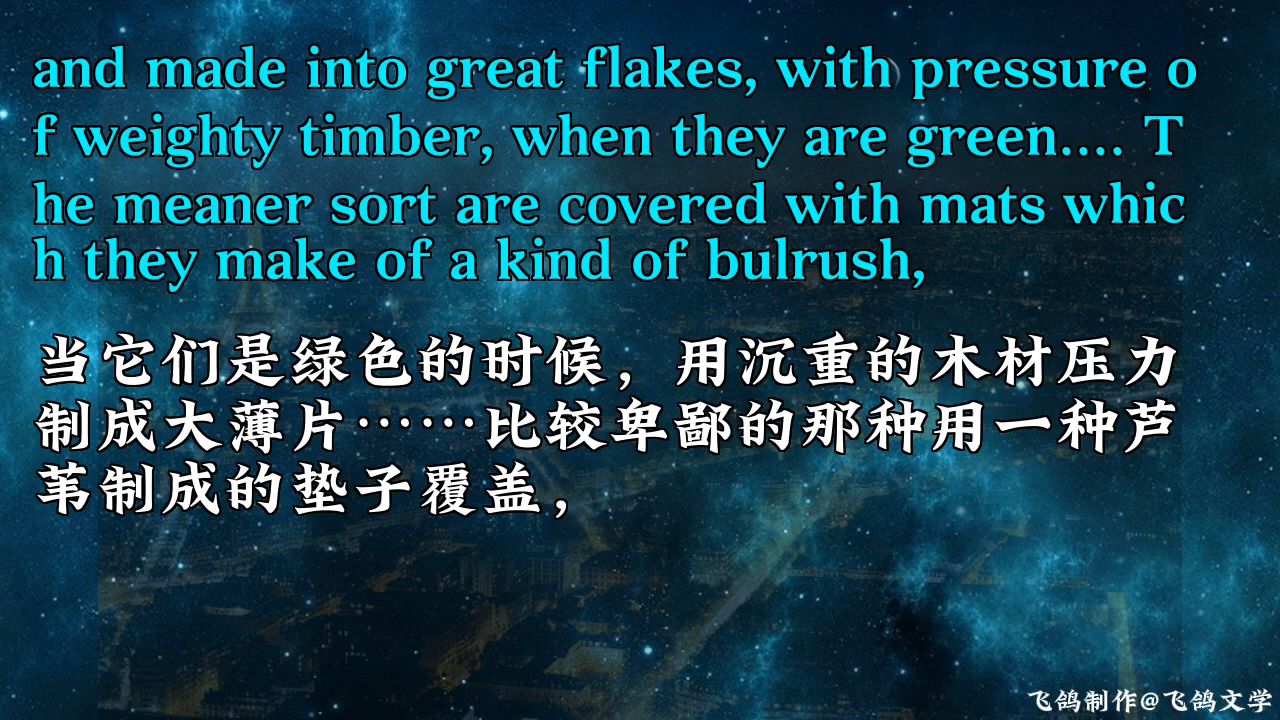 and made into great flakes, with pressure o
f weighty timber, when they are green.... T
he meaner sort are covered with mats whic
h they make of a kind of bulrush,
当它们是绿色的时候，用沉重的木材压力
制成大薄片……比较卑鄙的那种用一种芦
苇制成的垫子覆盖，
飞鸽制作@飞鸽文学